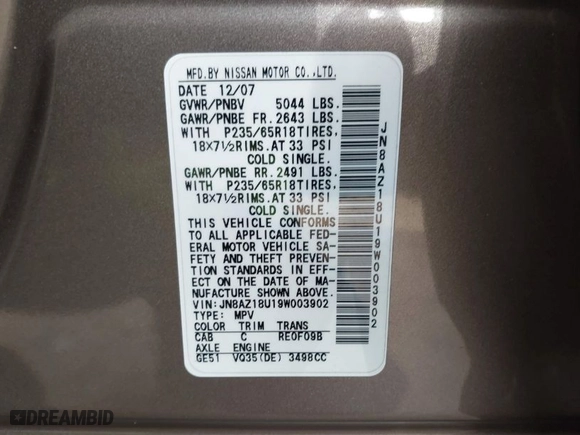 MFD.BY NISSAN MOTOR CO.,LTD.
DATE 12/07
GVWR/PNBV 5044 LBS.
GAWR/PNBE FR.2643 LBS.
WITH P235/65R18TIRES,
18X7½RIMS.AT 33 PSI
COLD SINGLE.
GAWR/PNBE RR.2491 LBS.
WITH P235/65R18TIRES,
18X7½RIMS.AT 33 PSI
COLD SINGLE.
THIS VEHICLE CONFORMS
TO ALL APPLICABLE FED-
ERAL MOTOR VEHICLE SA-
FETY AND THEFT PREVEN-
TION STANDARDS IN EFF-
ECT ON THE DATE OF MA-
NUFACTURE SHOWN ABOVE.
VIN:JN8AZ18U19W003902
TYPE: MPV
COLOR TRIM TRANS
CAB C RE0F09B
AXLE ENGINE
GE51 VQ35(DE) 3498CC
JN8AZ18U19W003902
DREAMBID